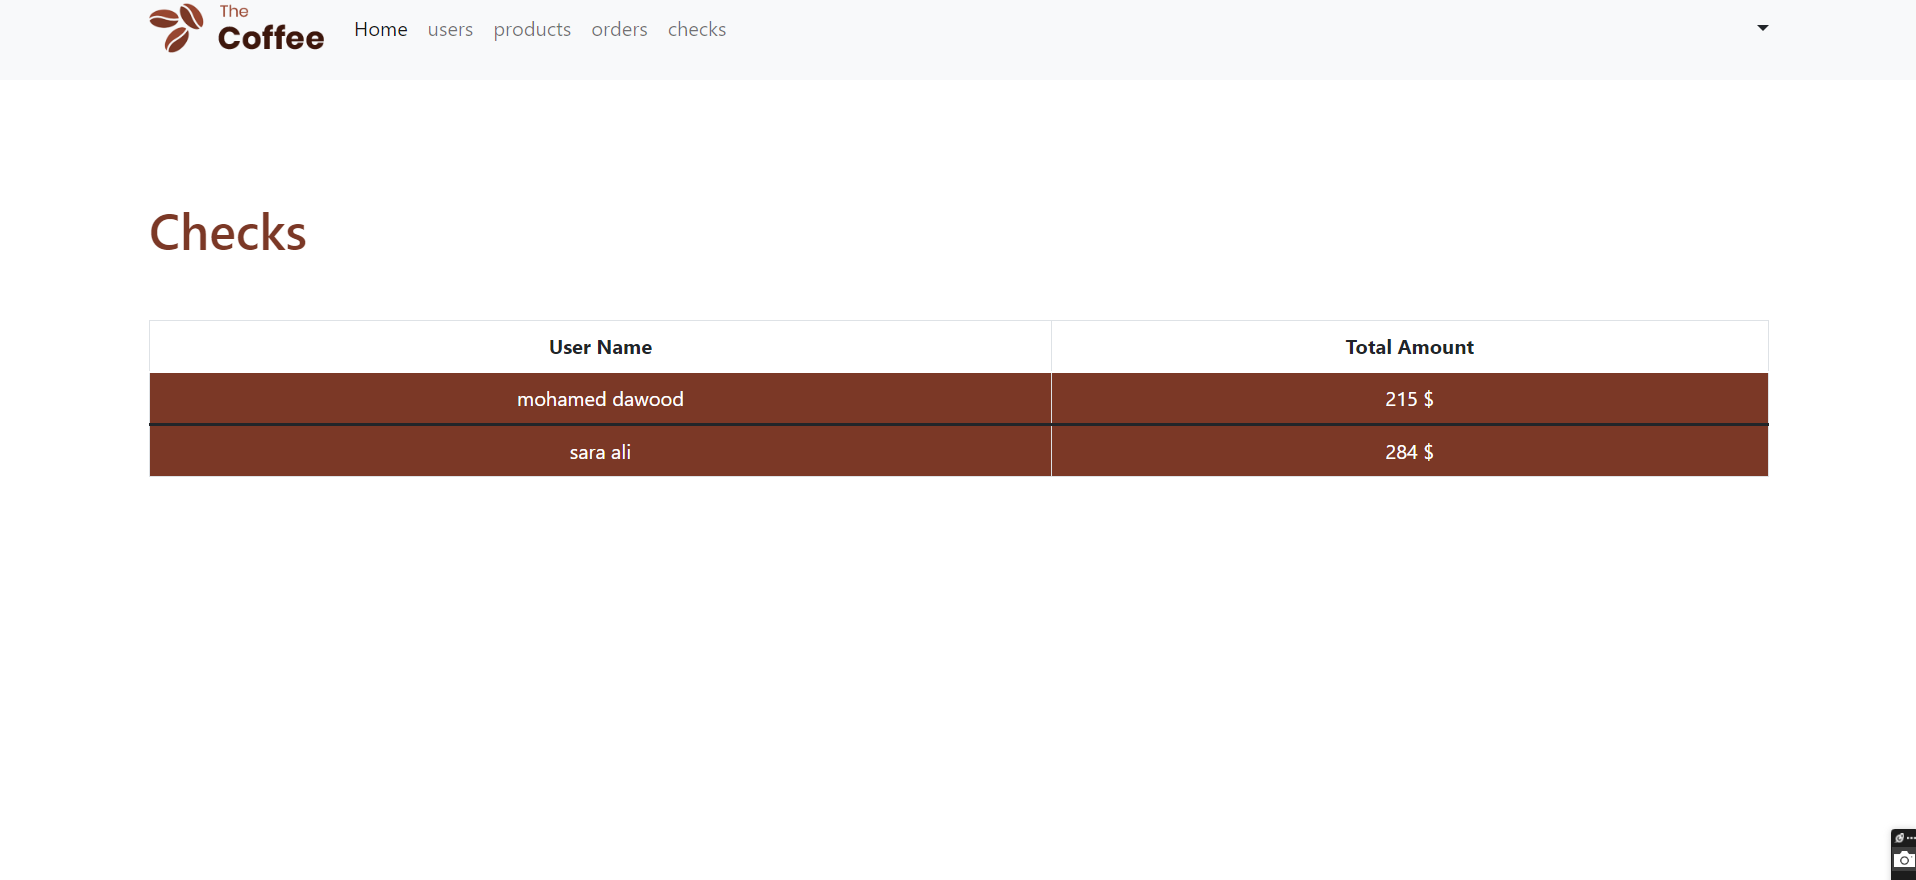 The
Coffee
Home users products orders checks
Checks
User Name Total Amount
mohamed dawood 215 $
sara ali 284 $